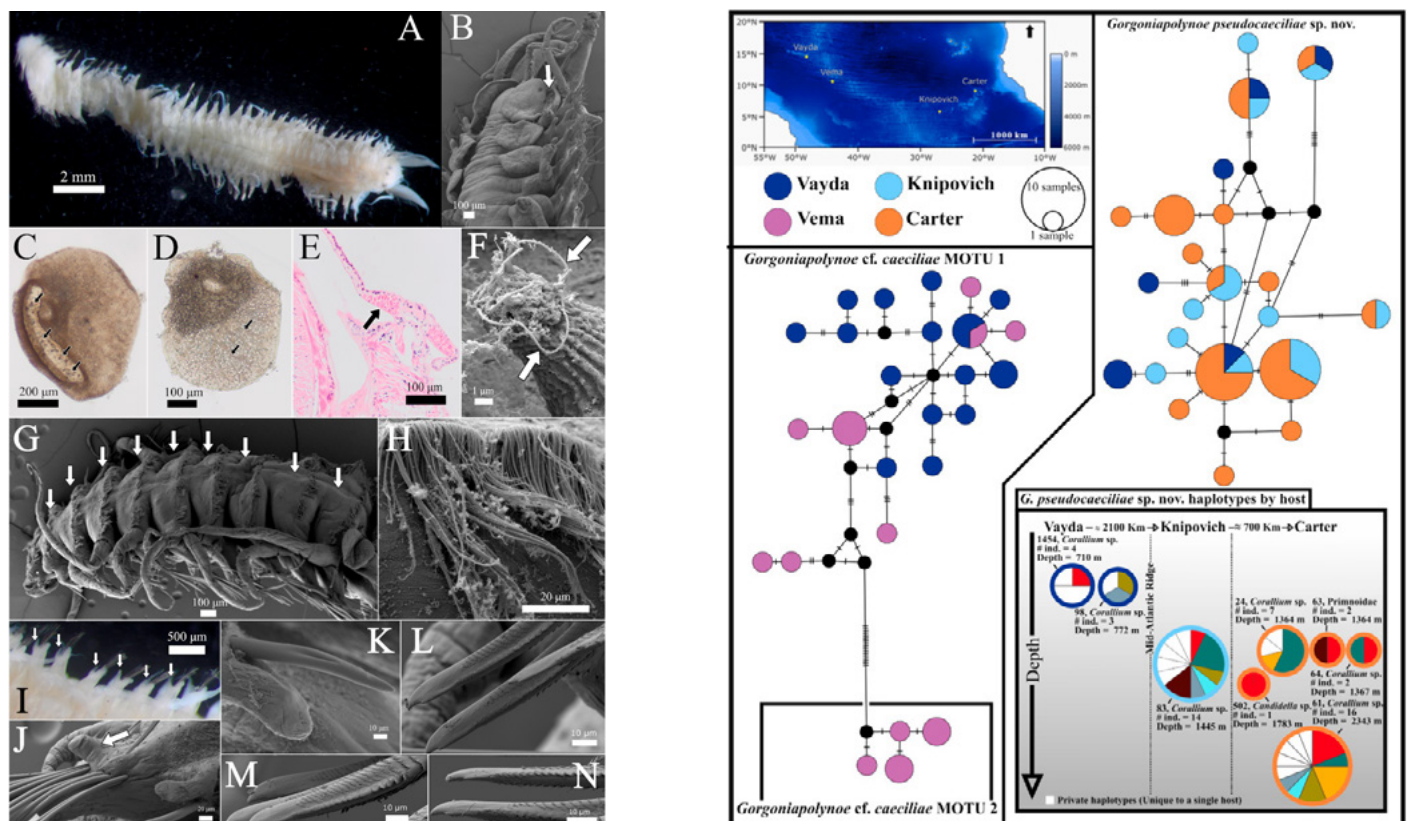 A
2 mm
B
100 μm
C
200 μm
D
100 μm
E
100 μm
F
1 μm
G
100 μm
H
20 μm
I
500 μm
J
20 μm
K
10 μm
L
10 μm
M
10 μm
N
10 μm
20°N
15°N
10°N
5°N
0°N
55°W
50°W
40°W
30°W
20°W
10°W
Vayda
Vema
Carter
Knipovich
1000 km
0 m
2000m
4000 m
6000 m
Vayda
Knipovich
Vema
Carter
10 samples
1 sample
Gorgoniapolynoe pseudocaeciliae sp. nov.
Gorgoniapolynoe cf. caeciliae MOTU 1
Gorgoniapolynoe cf. caeciliae MOTU 2
G. pseudocaeciliae sp. nov. haplotypes by host
Vayda – ≈ 2100 Km → Knipovich – ≈ 700 Km → Carter
Depth
Mid-Atlantic Ridge
1454, Corallium sp.
# ind. = 4
Depth = 710 m
98, Corallium sp.
# ind. = 3
Depth = 772 m
83, Corallium sp.
# ind. = 14
Depth = 1445 m
24, Corallium sp.
# ind. = 7
Depth = 1364 m
63, Primnoidae
# ind. = 2
Depth = 1364 m
64, Corallium sp.
# ind. = 2
Depth = 1367 m
502, Candidella sp.
# ind. = 1
Depth = 1783 m
61, Corallium sp.
# ind. = 16
Depth = 2343 m
Private haplotypes (Unique to a single host)